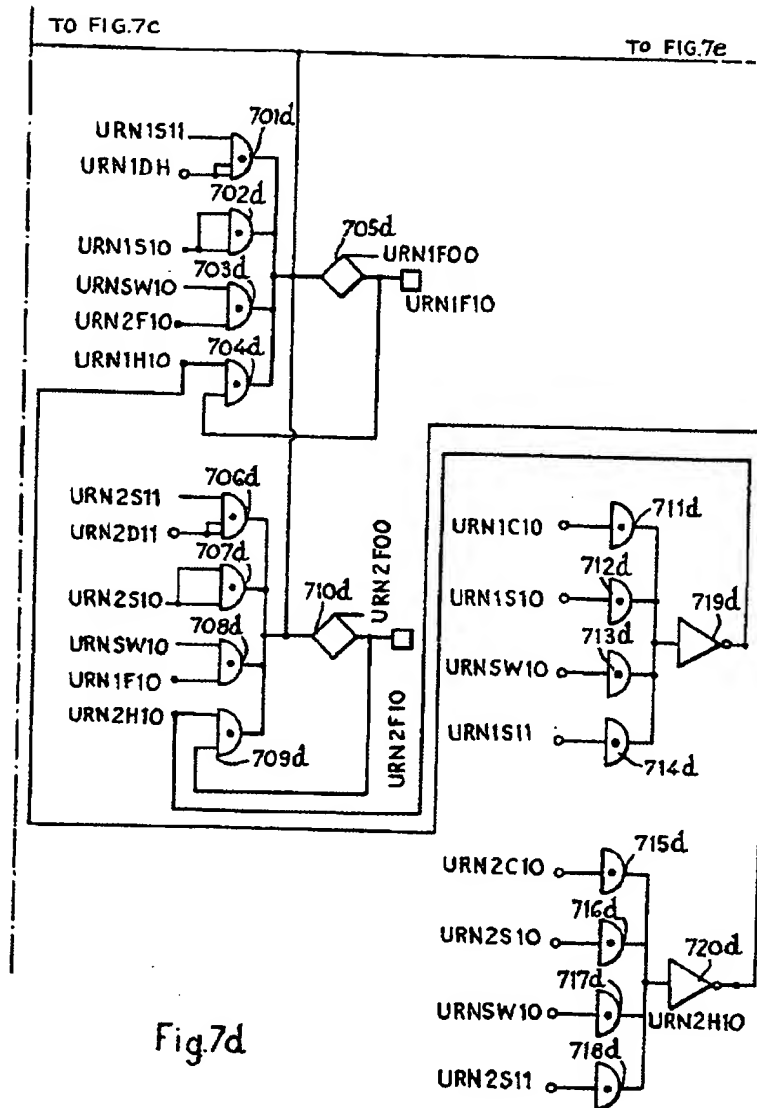 TO FIG.7c
TO FIG.7e
URN1S11
701d
URN1DH
702d
URN1S10
703d
705d
URN1F00
URNSW10
URN2F10
URN1F10
704d
URN1H10
URN2S11
706d
URN2D11
707d
URN2S10
708d
710d
URN2F00
URNSW10
URN1F10
URN2H10
709d
URN2F10
URN1C10
711d
712d
URN1S10
719d
713d
URNSW10
URN1S11
714d
URN2C10
715d
716d
URN2S10
720d
717d
URNSW10
URN2H10
718d
URN2S11
Fig.7d